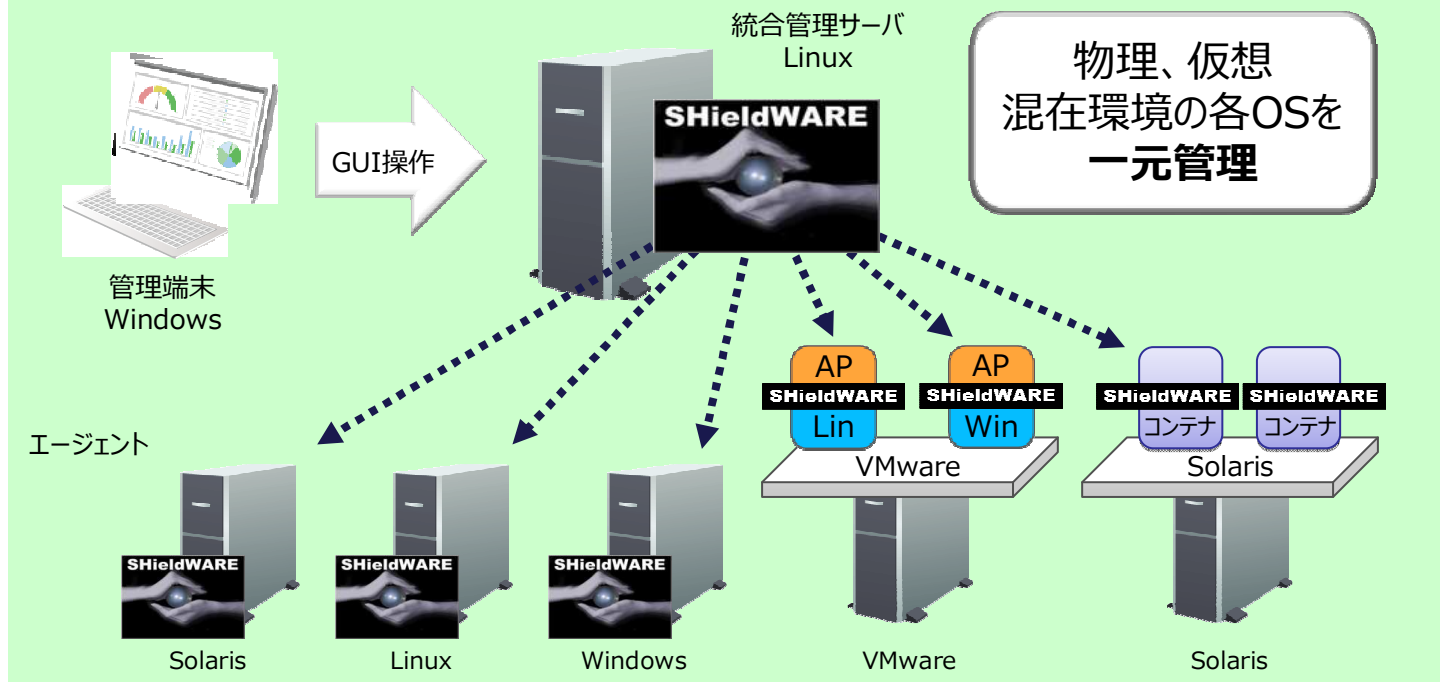 統合管理サーバ
Linux
物理、仮想
混在環境の各OSを
一元管理
SHieldWARE
GUI操作
管理端末
Windows
エージェント
AP
SHieldWARE
Lin
AP
SHieldWARE
Win
VMware
SHieldWARE
コンテナ
SHieldWARE
コンテナ
Solaris
SHieldWARE
SHieldWARE
SHieldWARE
Solaris
Linux
Windows
VMware
Solaris